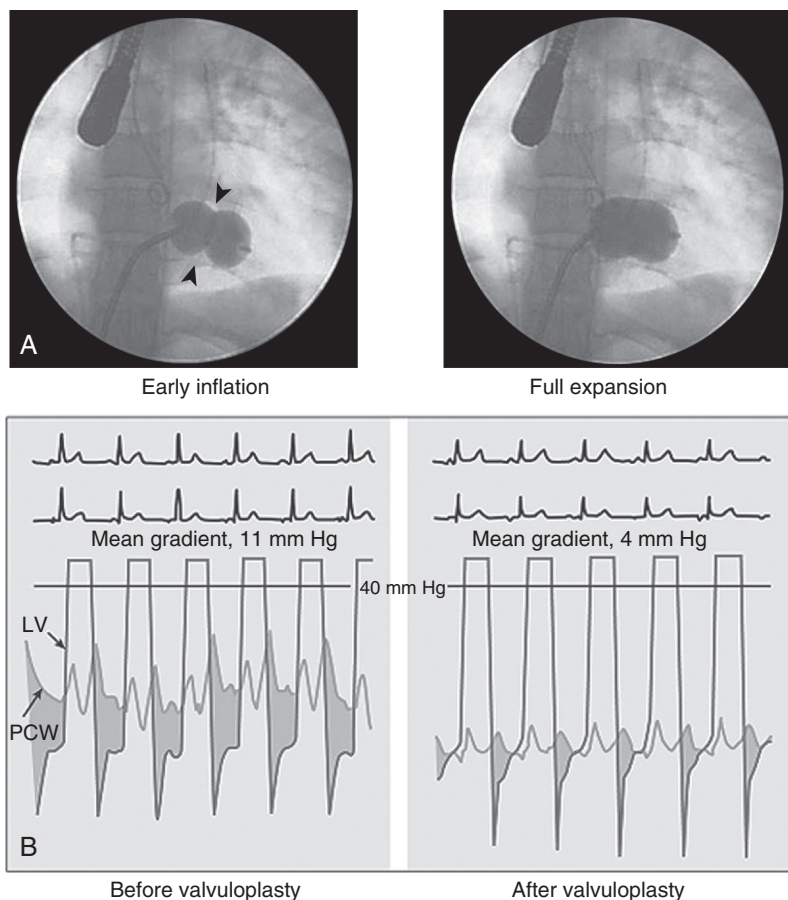 A
Early inflation
Full expansion
Mean gradient, 11 mm Hg
Mean gradient, 4 mm Hg
40 mm Hg
LV
PCW
B
Before valvuloplasty
After valvuloplasty